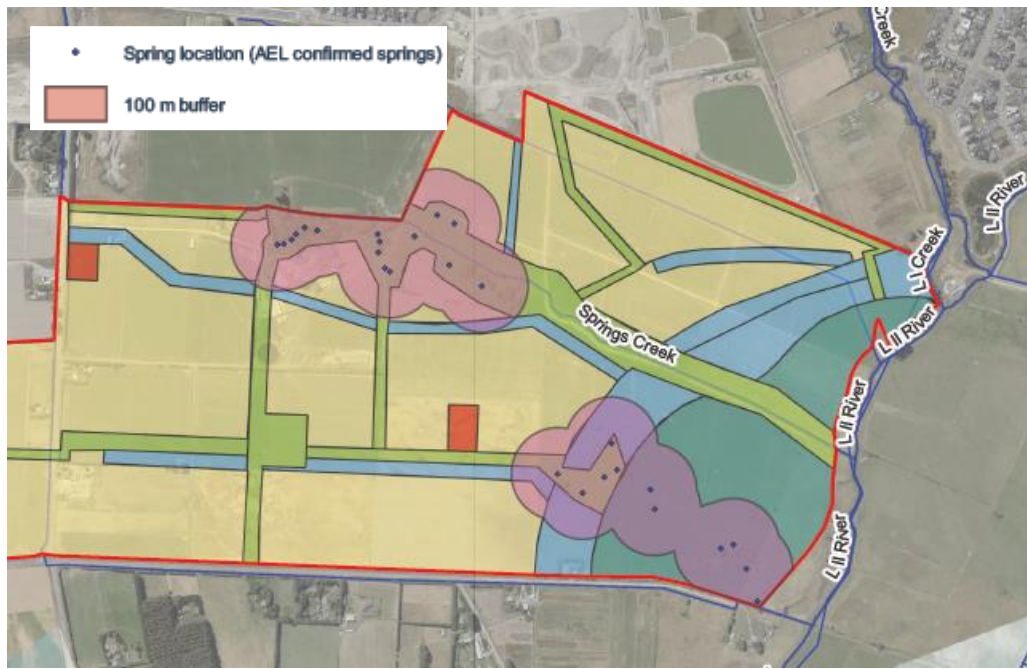 Spring location (AEL confirmed springs)
100 m buffer
Creek
L II River
L I Creek
L II River
Springs Creek
L II River
L II River